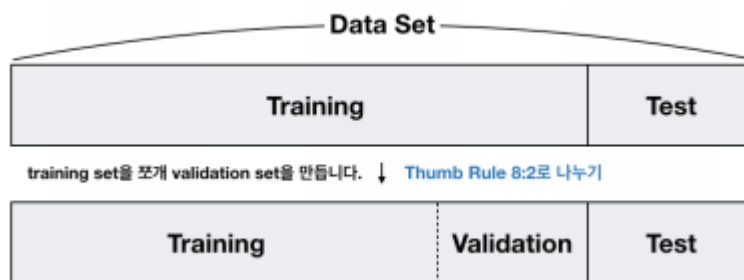 Data Set
Training Test
training set을 쪼개 validation set을 만듭니다. ↓ Thumb Rule 8:2로 나누기
Training Validation Test